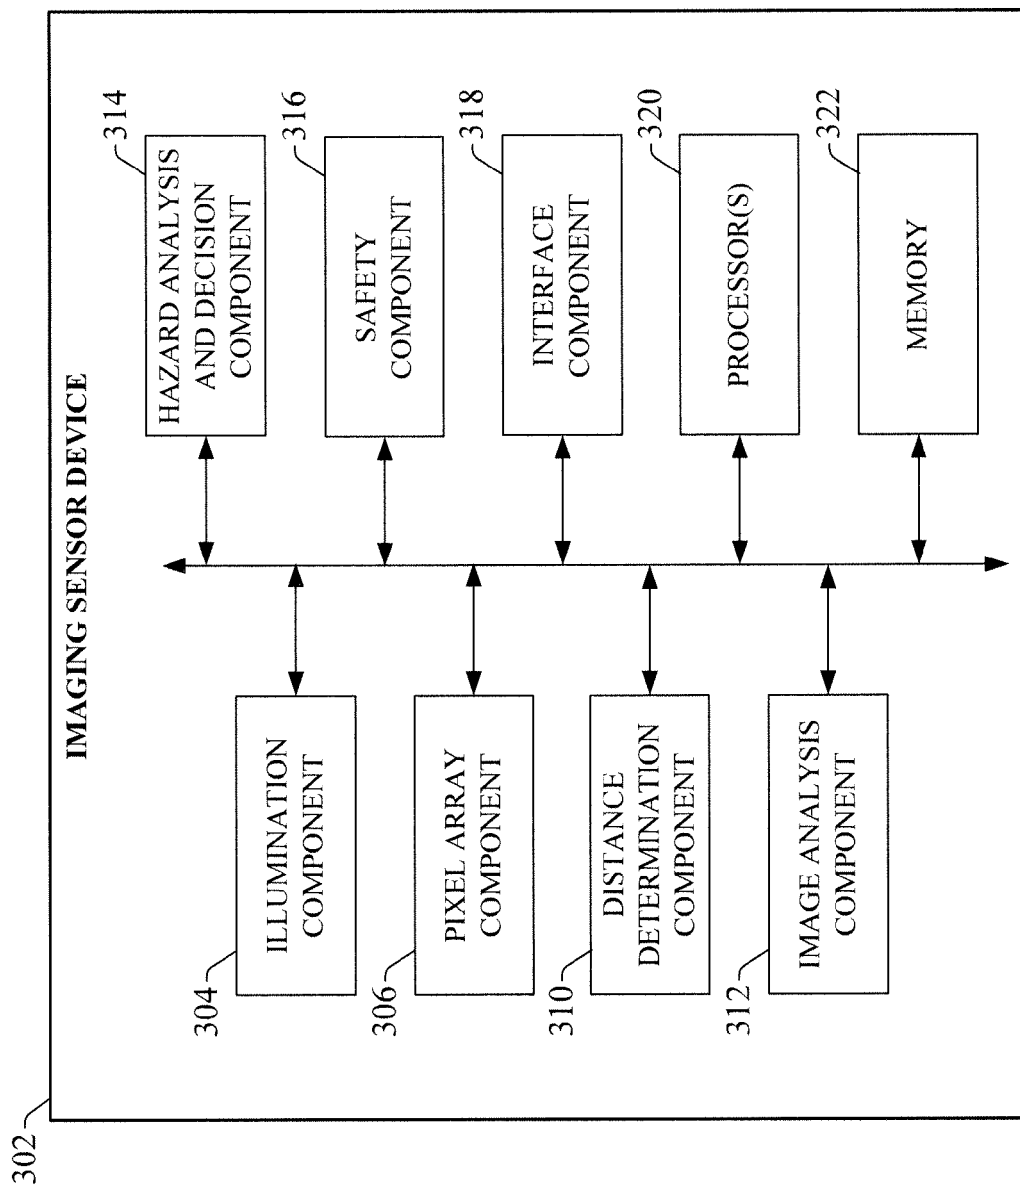 302
IMAGING SENSOR DEVICE
304
ILLUMINATION
COMPONENT
306
PIXEL ARRAY
COMPONENT
310
DISTANCE
DETERMINATION
COMPONENT
312
IMAGE ANALYSIS
COMPONENT
314
HAZARD ANALYSIS
AND DECISION
COMPONENT
316
SAFETY
COMPONENT
318
INTERFACE
COMPONENT
320
PROCESSOR(S)
322
MEMORY